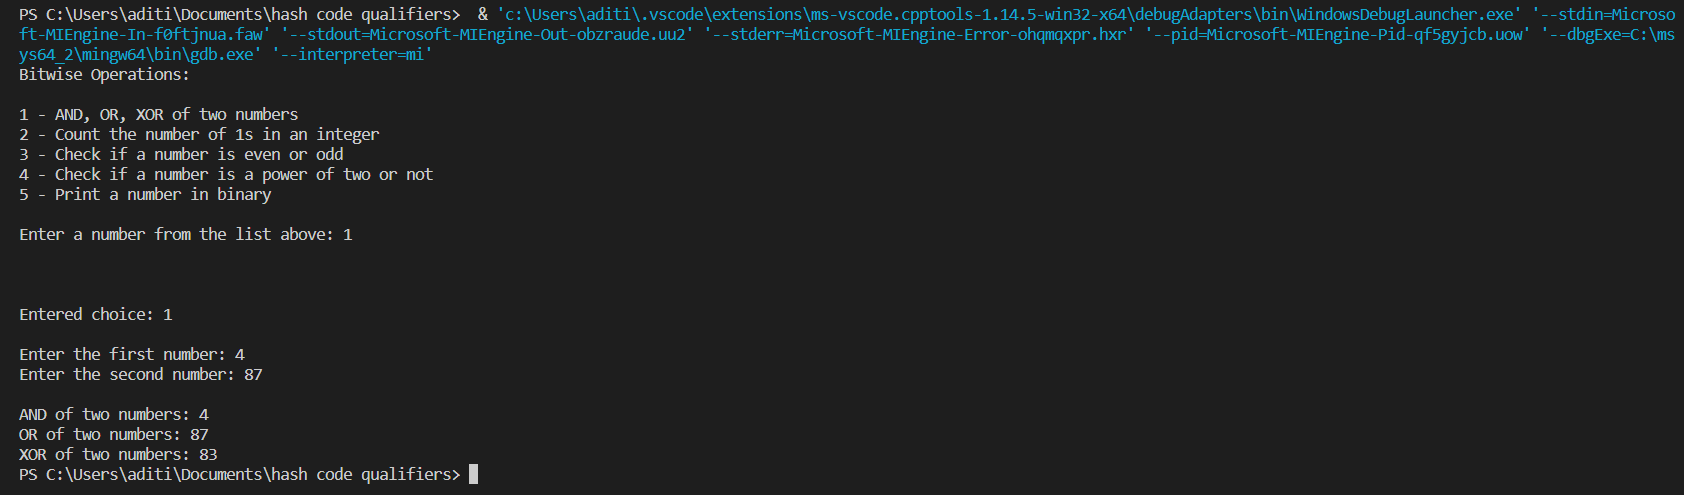 PS C:\Users\aditi\Documents\hash code qualifiers>  & 'c:\Users\aditi\.vscode\extensions\ms-vscode.cpptools-1.14.5-win32-x64\debugAdapters\bin\WindowsDebugLauncher.exe' '--stdin=Microso
ft-MIEngine-In-f0ftjnua.faw' '--stdout=Microsoft-MIEngine-Out-obzraude.uu2' '--stderr=Microsoft-MIEngine-Error-ohqmqxpr.hxr' '--pid=Microsoft-MIEngine-Pid-qf5gyjcb.uow' '--dbgExe=C:\ms
ys64_2\mingw64\bin\gdb.exe' '--interpreter=mi'
Bitwise Operations:
1 - AND, OR, XOR of two numbers
2 - Count the number of 1s in an integer
3 - Check if a number is even or odd
4 - Check if a number is a power of two or not
5 - Print a number in binary
Enter a number from the list above: 1
Entered choice: 1
Enter the first number: 4
Enter the second number: 87
AND of two numbers: 4
OR of two numbers: 87
XOR of two numbers: 83
PS C:\Users\aditi\Documents\hash code qualifiers>